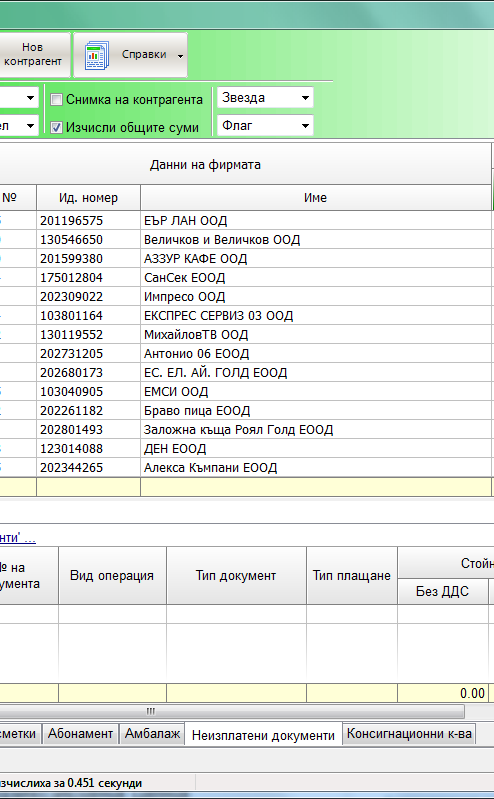 Нов
контрагент
Справки
Снимка на контрагента
Звезда
Изчисли общите суми
Флаг
Данни на фирмата
№
Ид. номер
Име
201196575
ЕЪР ЛАН ООД
130546650
Величков и Величков ООД
201599380
АЗЗУР КАФЕ ООД
175012804
СанСек ЕООД
202309022
Импресо ООД
103801164
ЕКСПРЕС СЕРВИЗ 03 ООД
130119552
МихайловТВ ООД
202731205
Антонио 06 ЕООД
202680173
ЕС. ЕЛ. АЙ. ГОЛД ЕООД
103040905
ЕМСИ ООД
202261182
Браво пица ЕООД
202801493
Заложна къща Роял Голд ЕООД
123014088
ДЕН ЕООД
202344265
Алекса Къмпани ЕООД
нти' ...
№ на
умента
Вид операция
Тип документ
Тип плащане
Стойн
Без ДДС
0.00
сметки
Абонамент
Амбалаж
Неизплатени документи
Консигнационни к-ва
зчислиха за 0.451 секунди